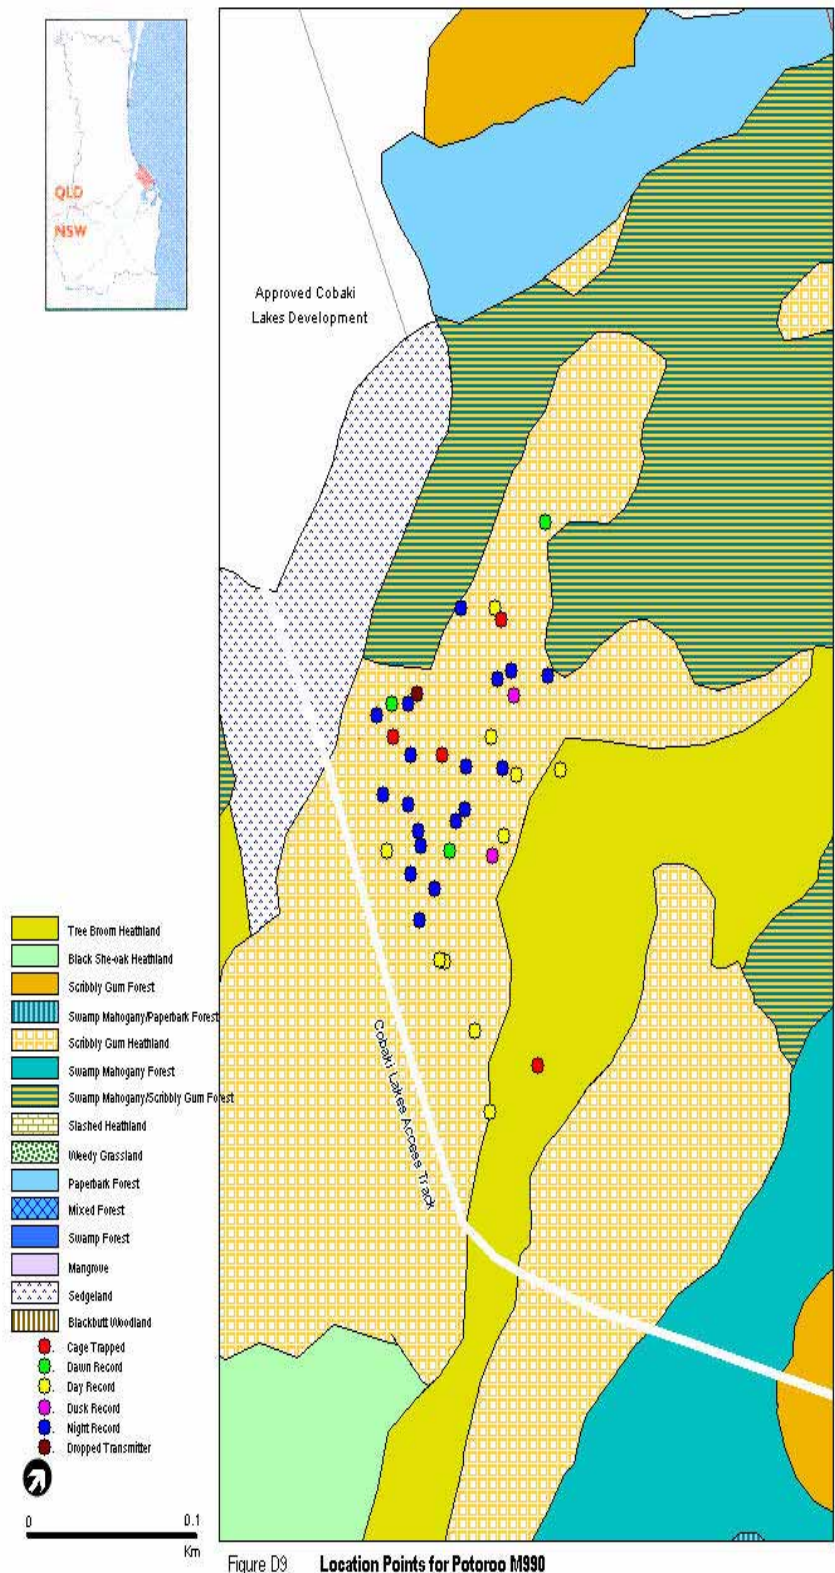 QLD
NSW
Approved Cobaki
Lakes Development
Cobaki Lakes Access Track
Tree Broom Heathland
Black She-oak Heathland
Scribbly Gum Forest
Swamp Mahogany/Paperbark Forest
Scribbly Gum Heathland
Swamp Mahogany Forest
Swamp Mahogany/Scribbly Gum Forest
Slashed Heathland
Weedy Grassland
Paperbark Forest
Mixed Forest
Swamp Forest
Mangrove
Sedgeland
Blackbutt Woodland
Cage Trapped
Dawn Record
Day Record
Dusk Record
Night Record
Dropped Transmitter
0 0.1
Km
Figure D9 Location Points for Potoroo M990